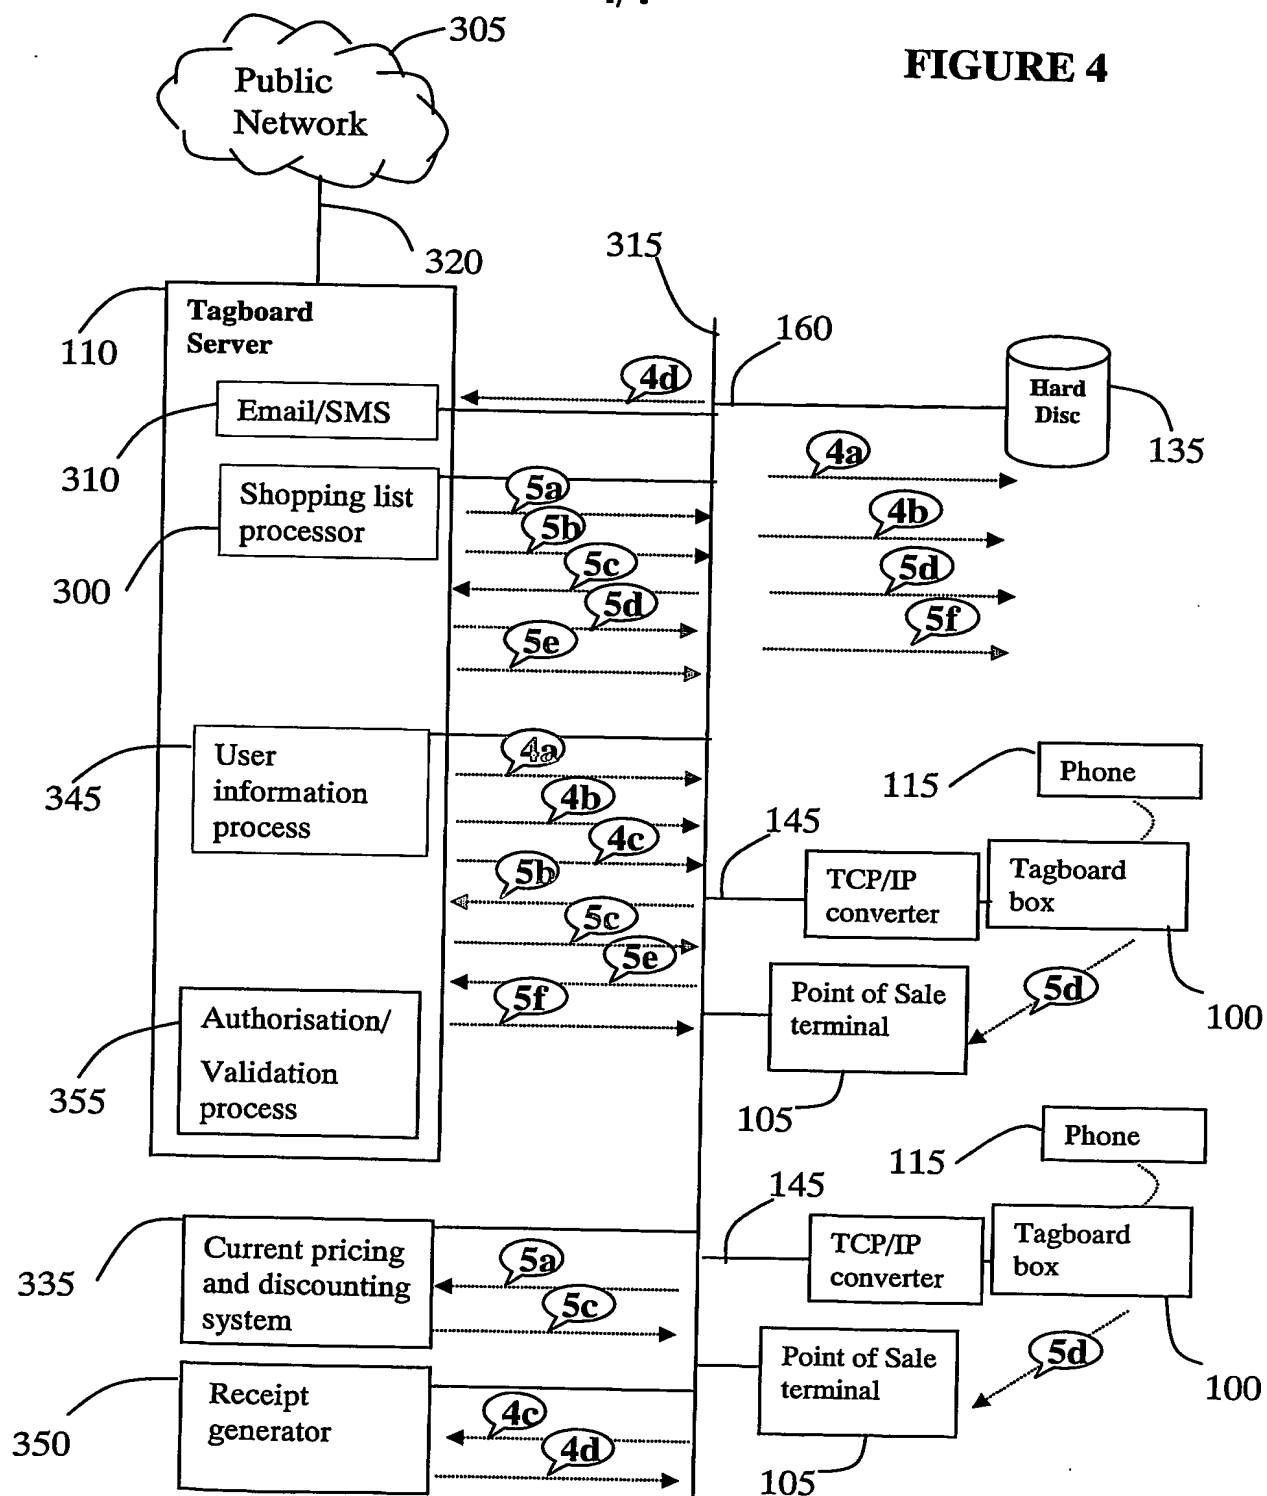 305
FIGURE 4
Public
Network
320
315
110
Tagboard
Server
160
4d
Hard
Disc
135
Email/SMS
310
4a
5a
Shopping list
processor
4b
5b
5c
5d
300
5d
5f
5e
345
User
information
process
4a
4b
4c
5b
5c
5e
5f
115
Phone
145
TCP/IP
converter
Tagboard
box
5d
100
Point of Sale
terminal
105
355
Authorisation/
Validation
process
115
Phone
145
TCP/IP
converter
Tagboard
box
5d
100
Point of Sale
terminal
105
335
Current pricing
and discounting
system
5a
5c
350
Receipt
generator
4c
4d